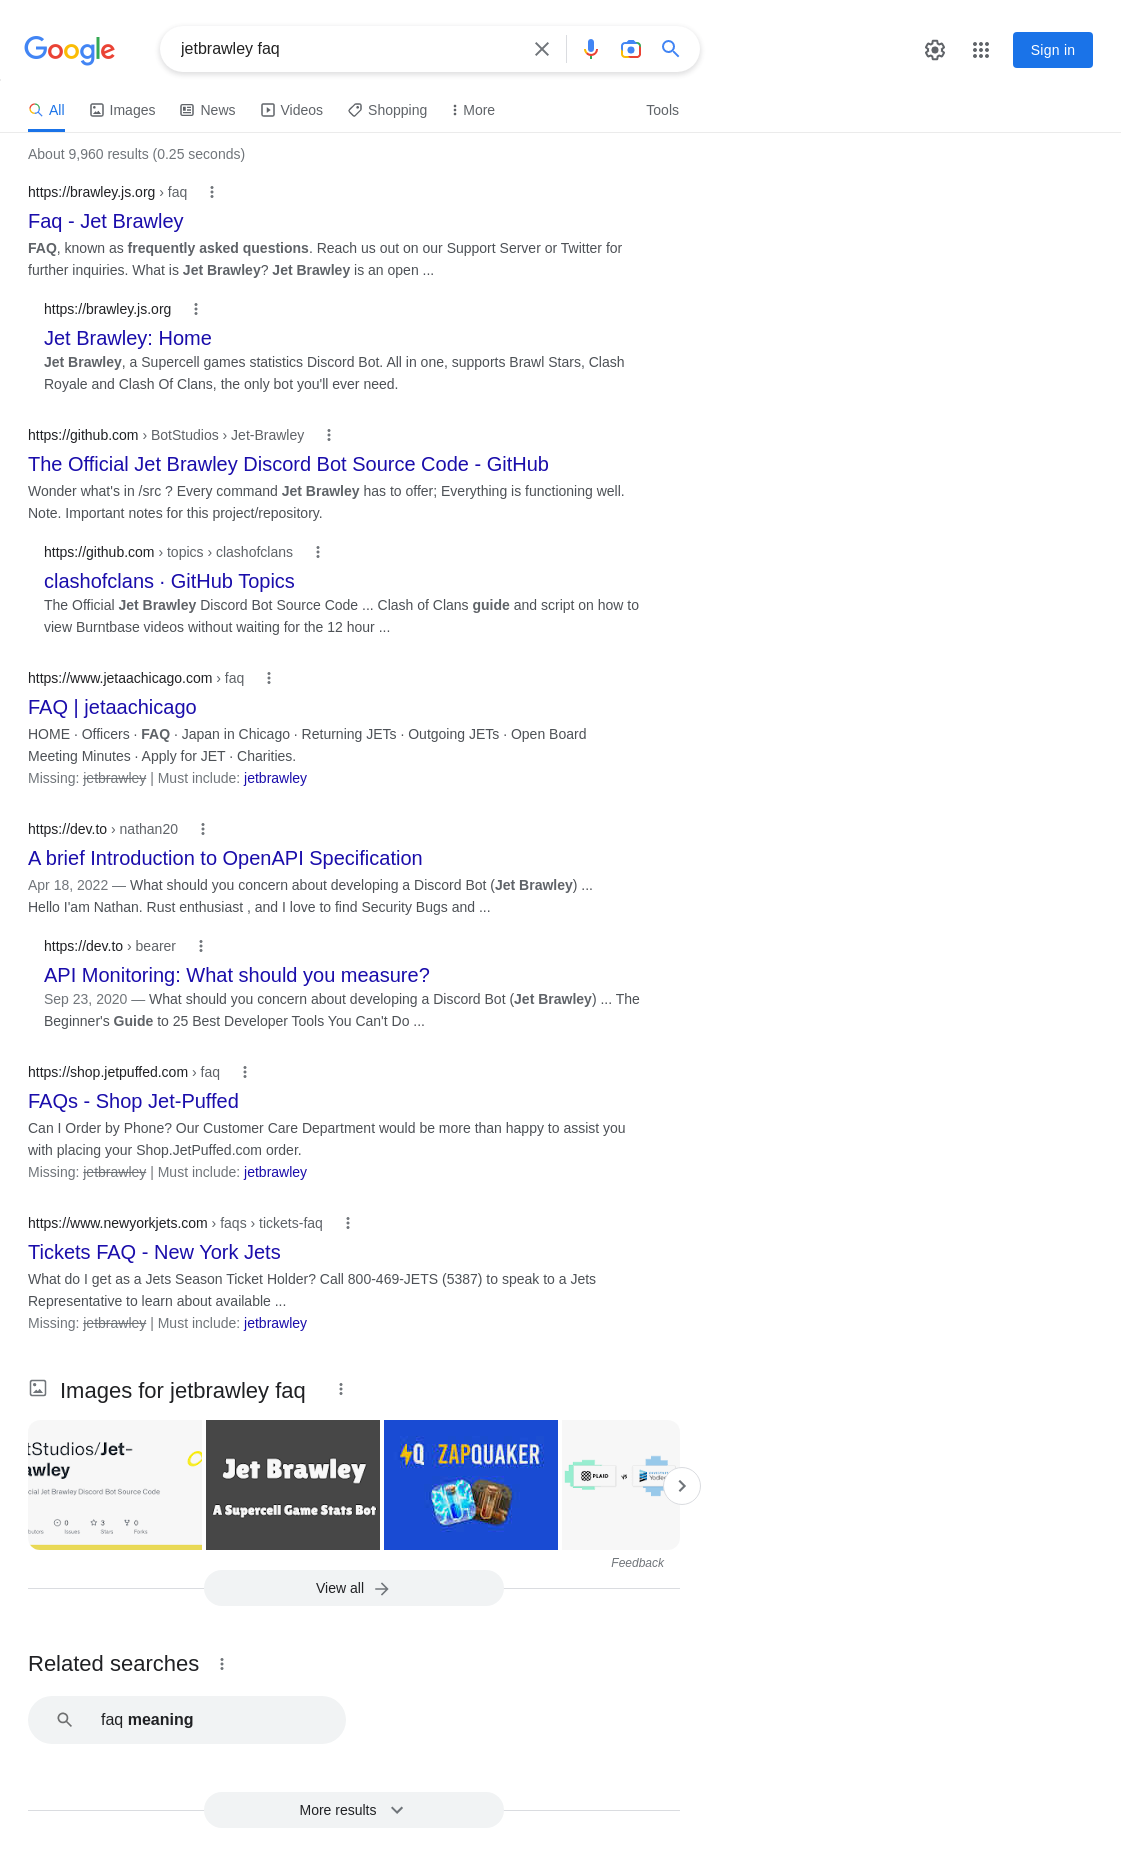 Google
jetbrawley faq
Sign in
All
Images
News
Videos
Shopping
More
Tools
About 9,960 results (0.25 seconds)
https://brawley.js.org › faq
Faq - Jet Brawley
FAQ, known as frequently asked questions. Reach us out on our Support Server or Twitter for
further inquiries. What is Jet Brawley? Jet Brawley is an open ...
https://brawley.js.org
Jet Brawley: Home
Jet Brawley, a Supercell games statistics Discord Bot. All in one, supports Brawl Stars, Clash
Royale and Clash Of Clans, the only bot you'll ever need.
https://github.com › BotStudios › Jet-Brawley
The Official Jet Brawley Discord Bot Source Code - GitHub
Wonder what's in /src ? Every command Jet Brawley has to offer; Everything is functioning well.
Note. Important notes for this project/repository.
https://github.com › topics › clashofclans
clashofclans · GitHub Topics
The Official Jet Brawley Discord Bot Source Code ... Clash of Clans guide and script on how to
view Burntbase videos without waiting for the 12 hour ...
https://www.jetaachicago.com › faq
FAQ | jetaachicago
HOME · Officers · FAQ · Japan in Chicago · Returning JETs · Outgoing JETs · Open Board
Meeting Minutes · Apply for JET · Charities.
Missing: jetbrawley | Must include: jetbrawley
https://dev.to › nathan20
A brief Introduction to OpenAPI Specification
Apr 18, 2022 — What should you concern about developing a Discord Bot (Jet Brawley) ...
Hello I'am Nathan. Rust enthusiast , and I love to find Security Bugs and ...
https://dev.to › bearer
API Monitoring: What should you measure?
Sep 23, 2020 — What should you concern about developing a Discord Bot (Jet Brawley) ... The
Beginner's Guide to 25 Best Developer Tools You Can't Do ...
https://shop.jetpuffed.com › faq
FAQs - Shop Jet-Puffed
Can I Order by Phone? Our Customer Care Department would be more than happy to assist you
with placing your Shop.JetPuffed.com order.
Missing: jetbrawley | Must include: jetbrawley
https://www.newyorkjets.com › faqs › tickets-faq
Tickets FAQ - New York Jets
What do I get as a Jets Season Ticket Holder? Call 800-469-JETS (5387) to speak to a Jets
Representative to learn about available ...
Missing: jetbrawley | Must include: jetbrawley
Images for jetbrawley faq
tStudios/Jet-
awley
cial Jet Brawley Discord Bot Source Code
0 3 0
butors Issues Stars Forks
Jet Brawley
A Supercell Game Stats Bot
Q ZAPQUAKER
PLAID vs Yodlee
Feedback
View all
Related searches
faq meaning
More results